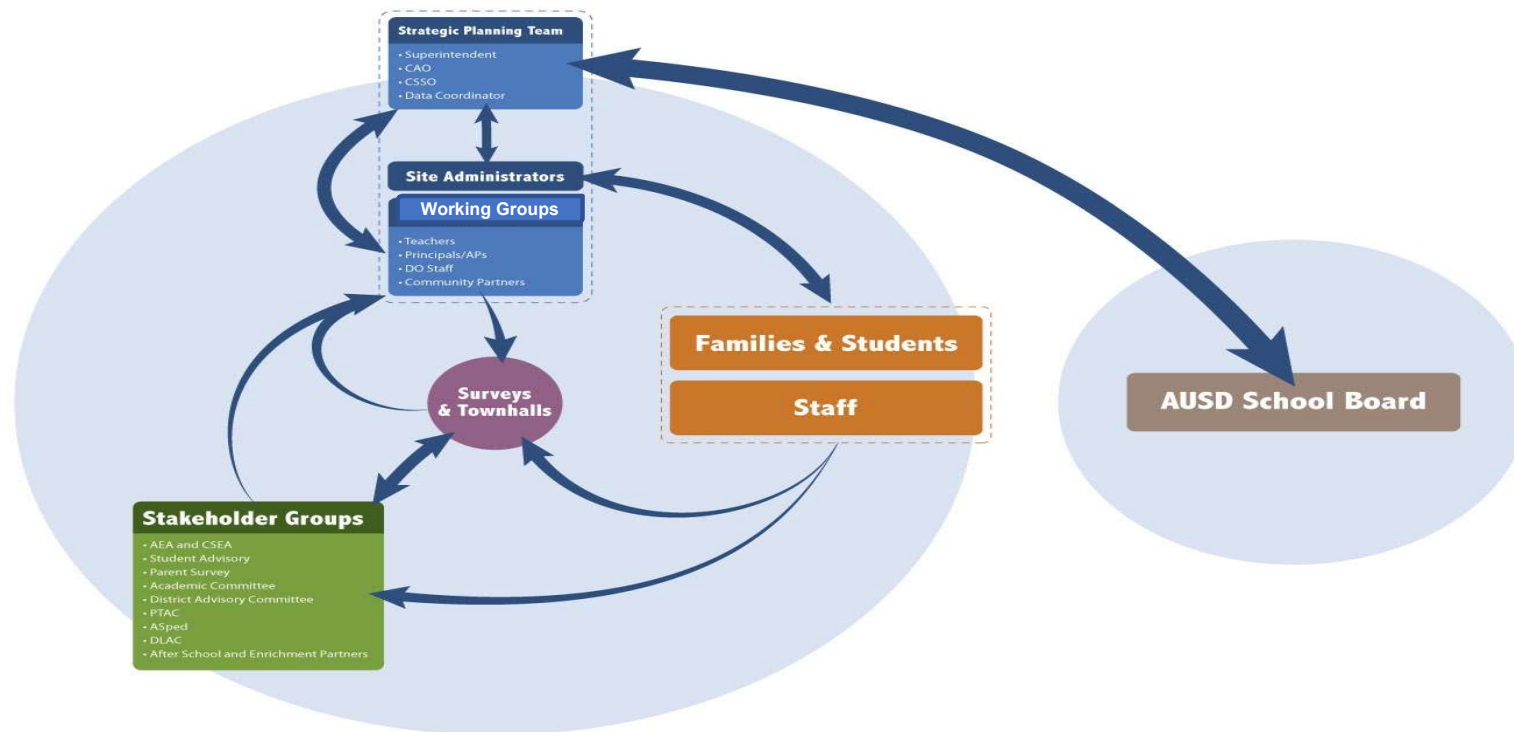 Strategic Planning Team
• Superintendent
• CAO
• CSSO
• Data Coordinator
Site Administrators
Working Groups
• Teachers
• Principals/APs
• DO Staff
• Community Partners
Families & Students
Staff
Surveys
& Townhalls
AUSD School Board
Stakeholder Groups
• AEA and CSEA
• Student Advisory
• Parent Survey
• Academic Committee
• District Advisory Committee
• PTAC
• ASped
• DLAC
• After School and Enrichment Partners